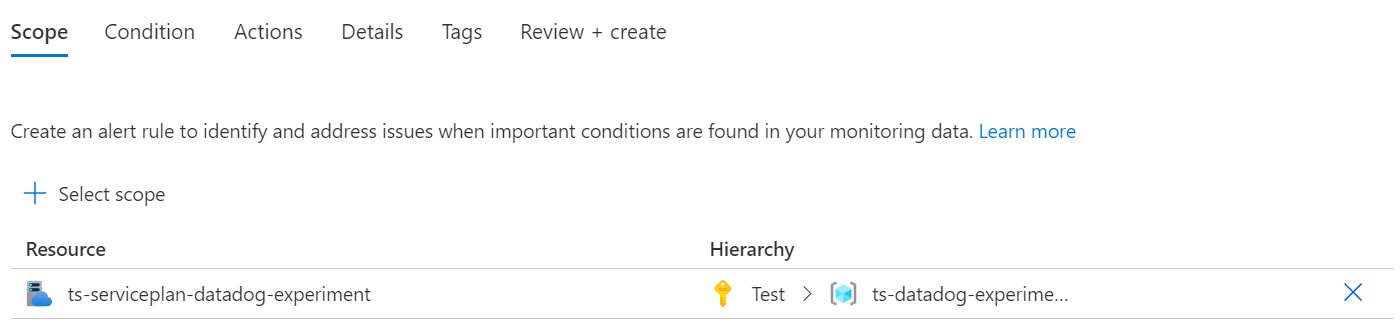 Scope Condition Actions Details Tags Review + create
Create an alert rule to identify and address issues when important conditions are found in your monitoring data. Learn more
Select scope
Resource Hierarchy
ts-serviceplan-datadog-experiment Test > ts-datadog-experime...